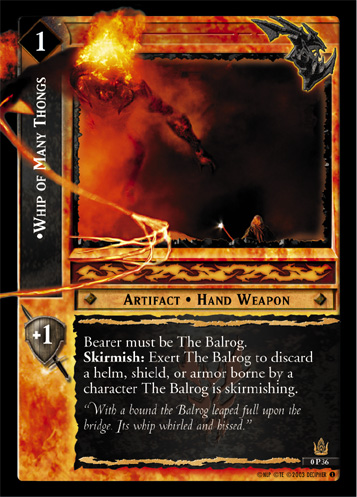 1
•WHIP OF MANY THONGS
ARTIFACT • HAND WEAPON
+1
Bearer must be The Balrog.
Skirmish: Exert The Balrog to discard
a helm, shield, or armor borne by a
character The Balrog is skirmishing.
“With a bound the Balrog leaped full upon the
bridge. Its whip whirled and hissed.”
0 P 36